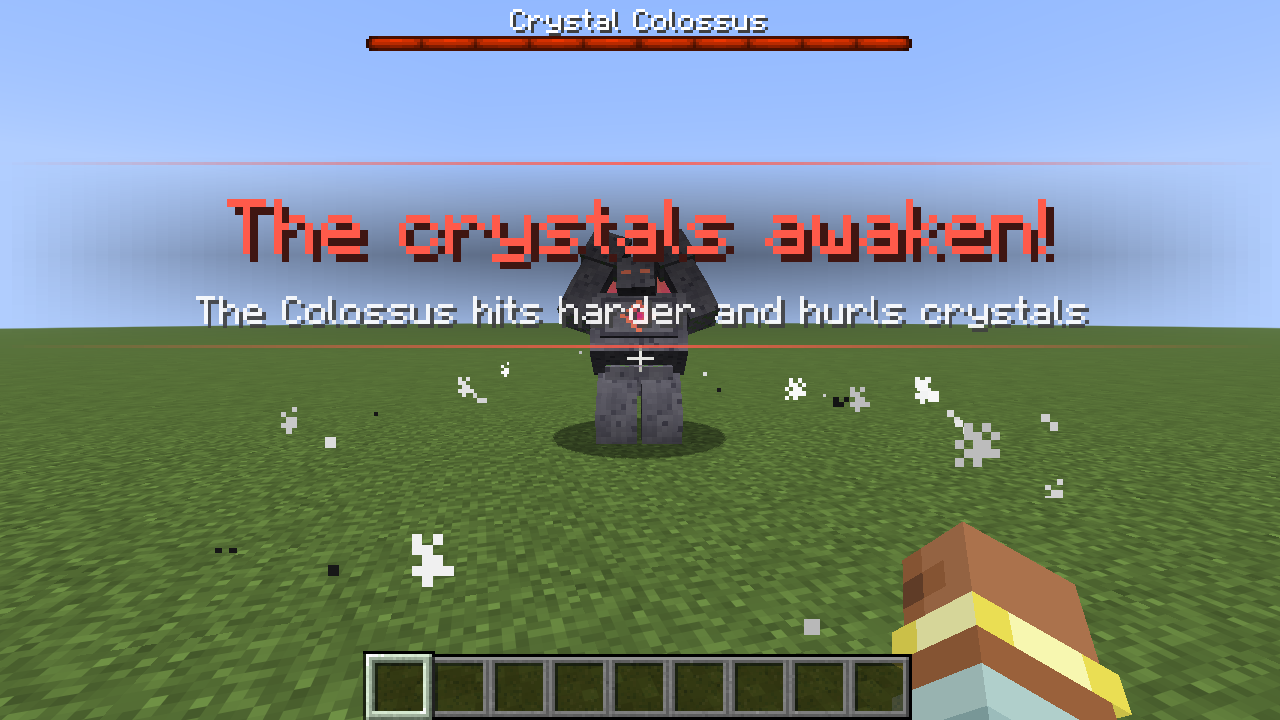 Crystal Colossus
The crystals awaken!
The Colossus hits harder and hurls crystals